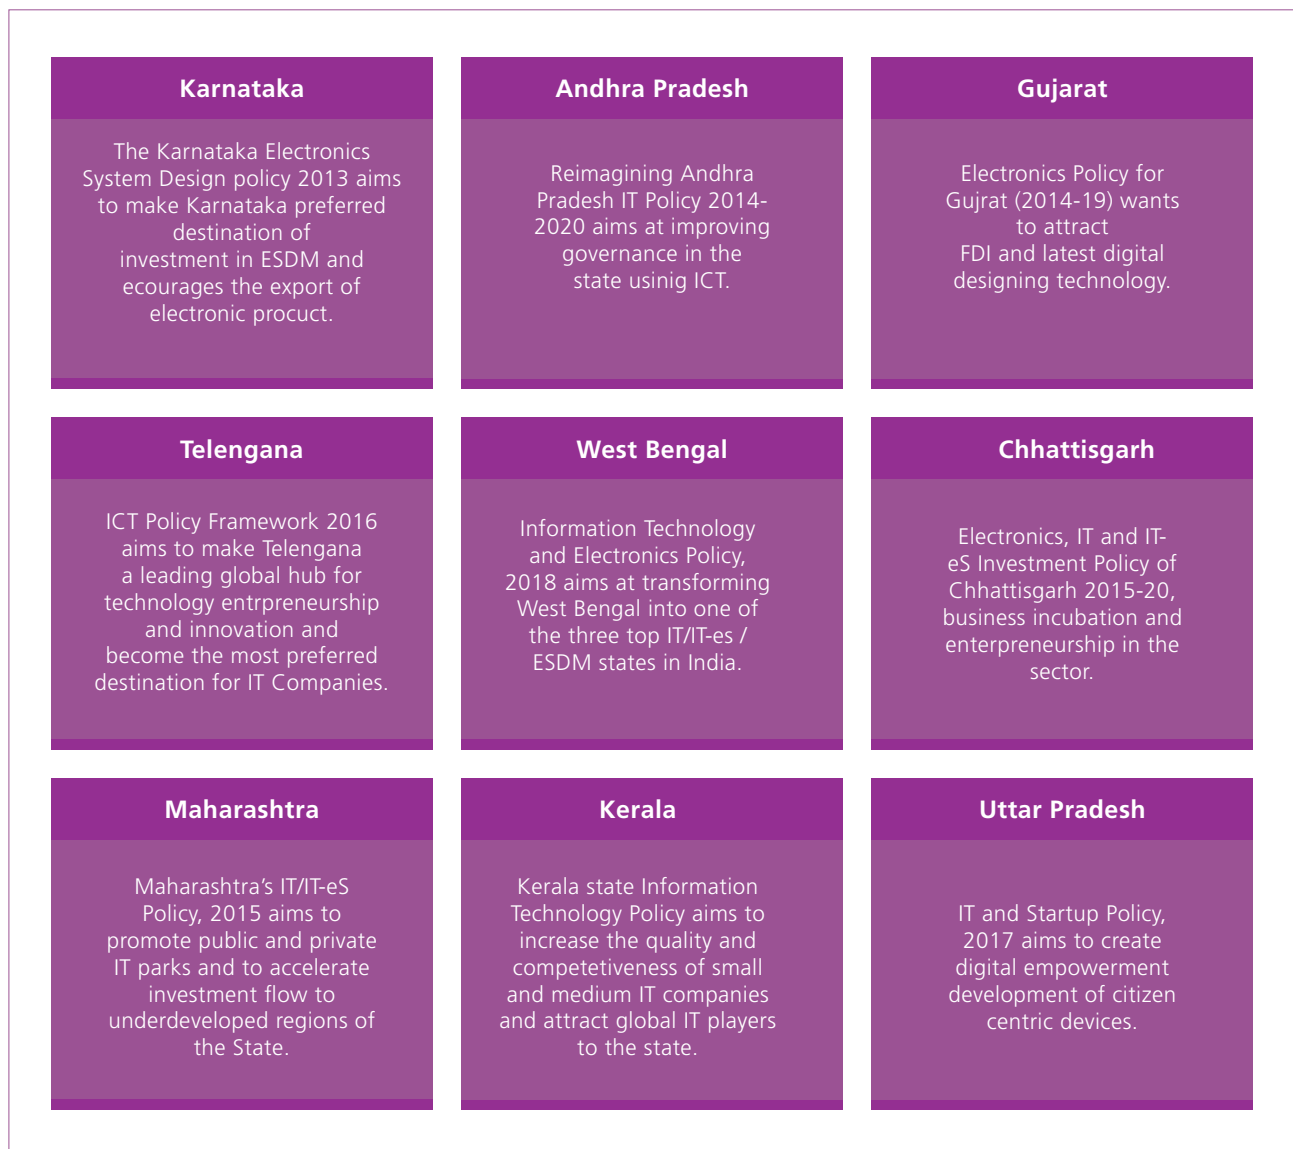 Karnataka
The Karnataka Electronics
System Design policy 2013 aims
to make Karnataka preferred
destination of
investment in ESDM and
ecourages the export of
electronic procuct.
Andhra Pradesh
Reimagining Andhra
Pradesh IT Policy 2014-
2020 aims at improving
governance in the
state usinig ICT.
Gujarat
Electronics Policy for
Gujrat (2014-19) wants
to attract
FDI and latest digital
designing technology.
Telengana
ICT Policy Framework 2016
aims to make Telengana
a leading global hub for
technology entrpreneurship
and innovation and
become the most preferred
destination for IT Companies.
West Bengal
Information Technology
and Electronics Policy,
2018 aims at transforming
West Bengal into one of
the three top IT/IT-es /
ESDM states in India.
Chhattisgarh
Electronics, IT and IT-
eS Investment Policy of
Chhattisgarh 2015-20,
business incubation and
enterpreneurship in the
sector.
Maharashtra
Maharashtra’s IT/IT-eS
Policy, 2015 aims to
promote public and private
IT parks and to accelerate
investment flow to
underdeveloped regions of
the State.
Kerala
Kerala state Information
Technology Policy aims to
increase the quality and
competetiveness of small
and medium IT companies
and attract global IT players
to the state.
Uttar Pradesh
IT and Startup Policy,
2017 aims to create
digital empowerment
development of citizen
centric devices.